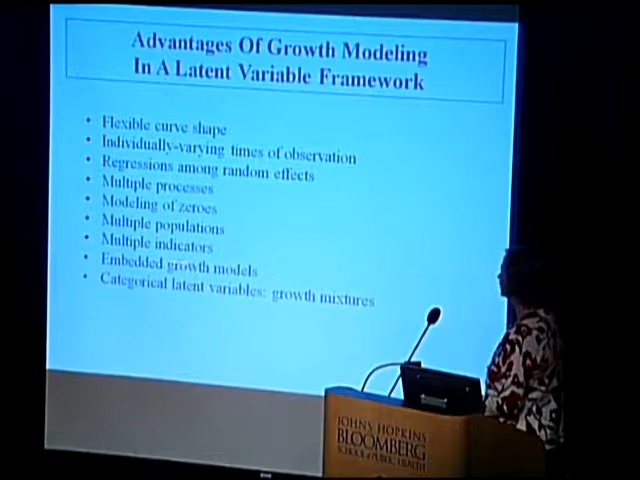 Advantages Of Growth Modeling
In A Latent Variable Framework
• Flexible curve shape
• Individually-varying times of observation
• Regressions among random effects
• Multiple processes
• Modeling of zeroes
• Multiple populations
• Multiple indicators
• Embedded growth models
• Categorical latent variables: growth mixtures
JOHNS HOPKINS
BLOOMBERG
SCHOOL of PUBLIC HEALTH